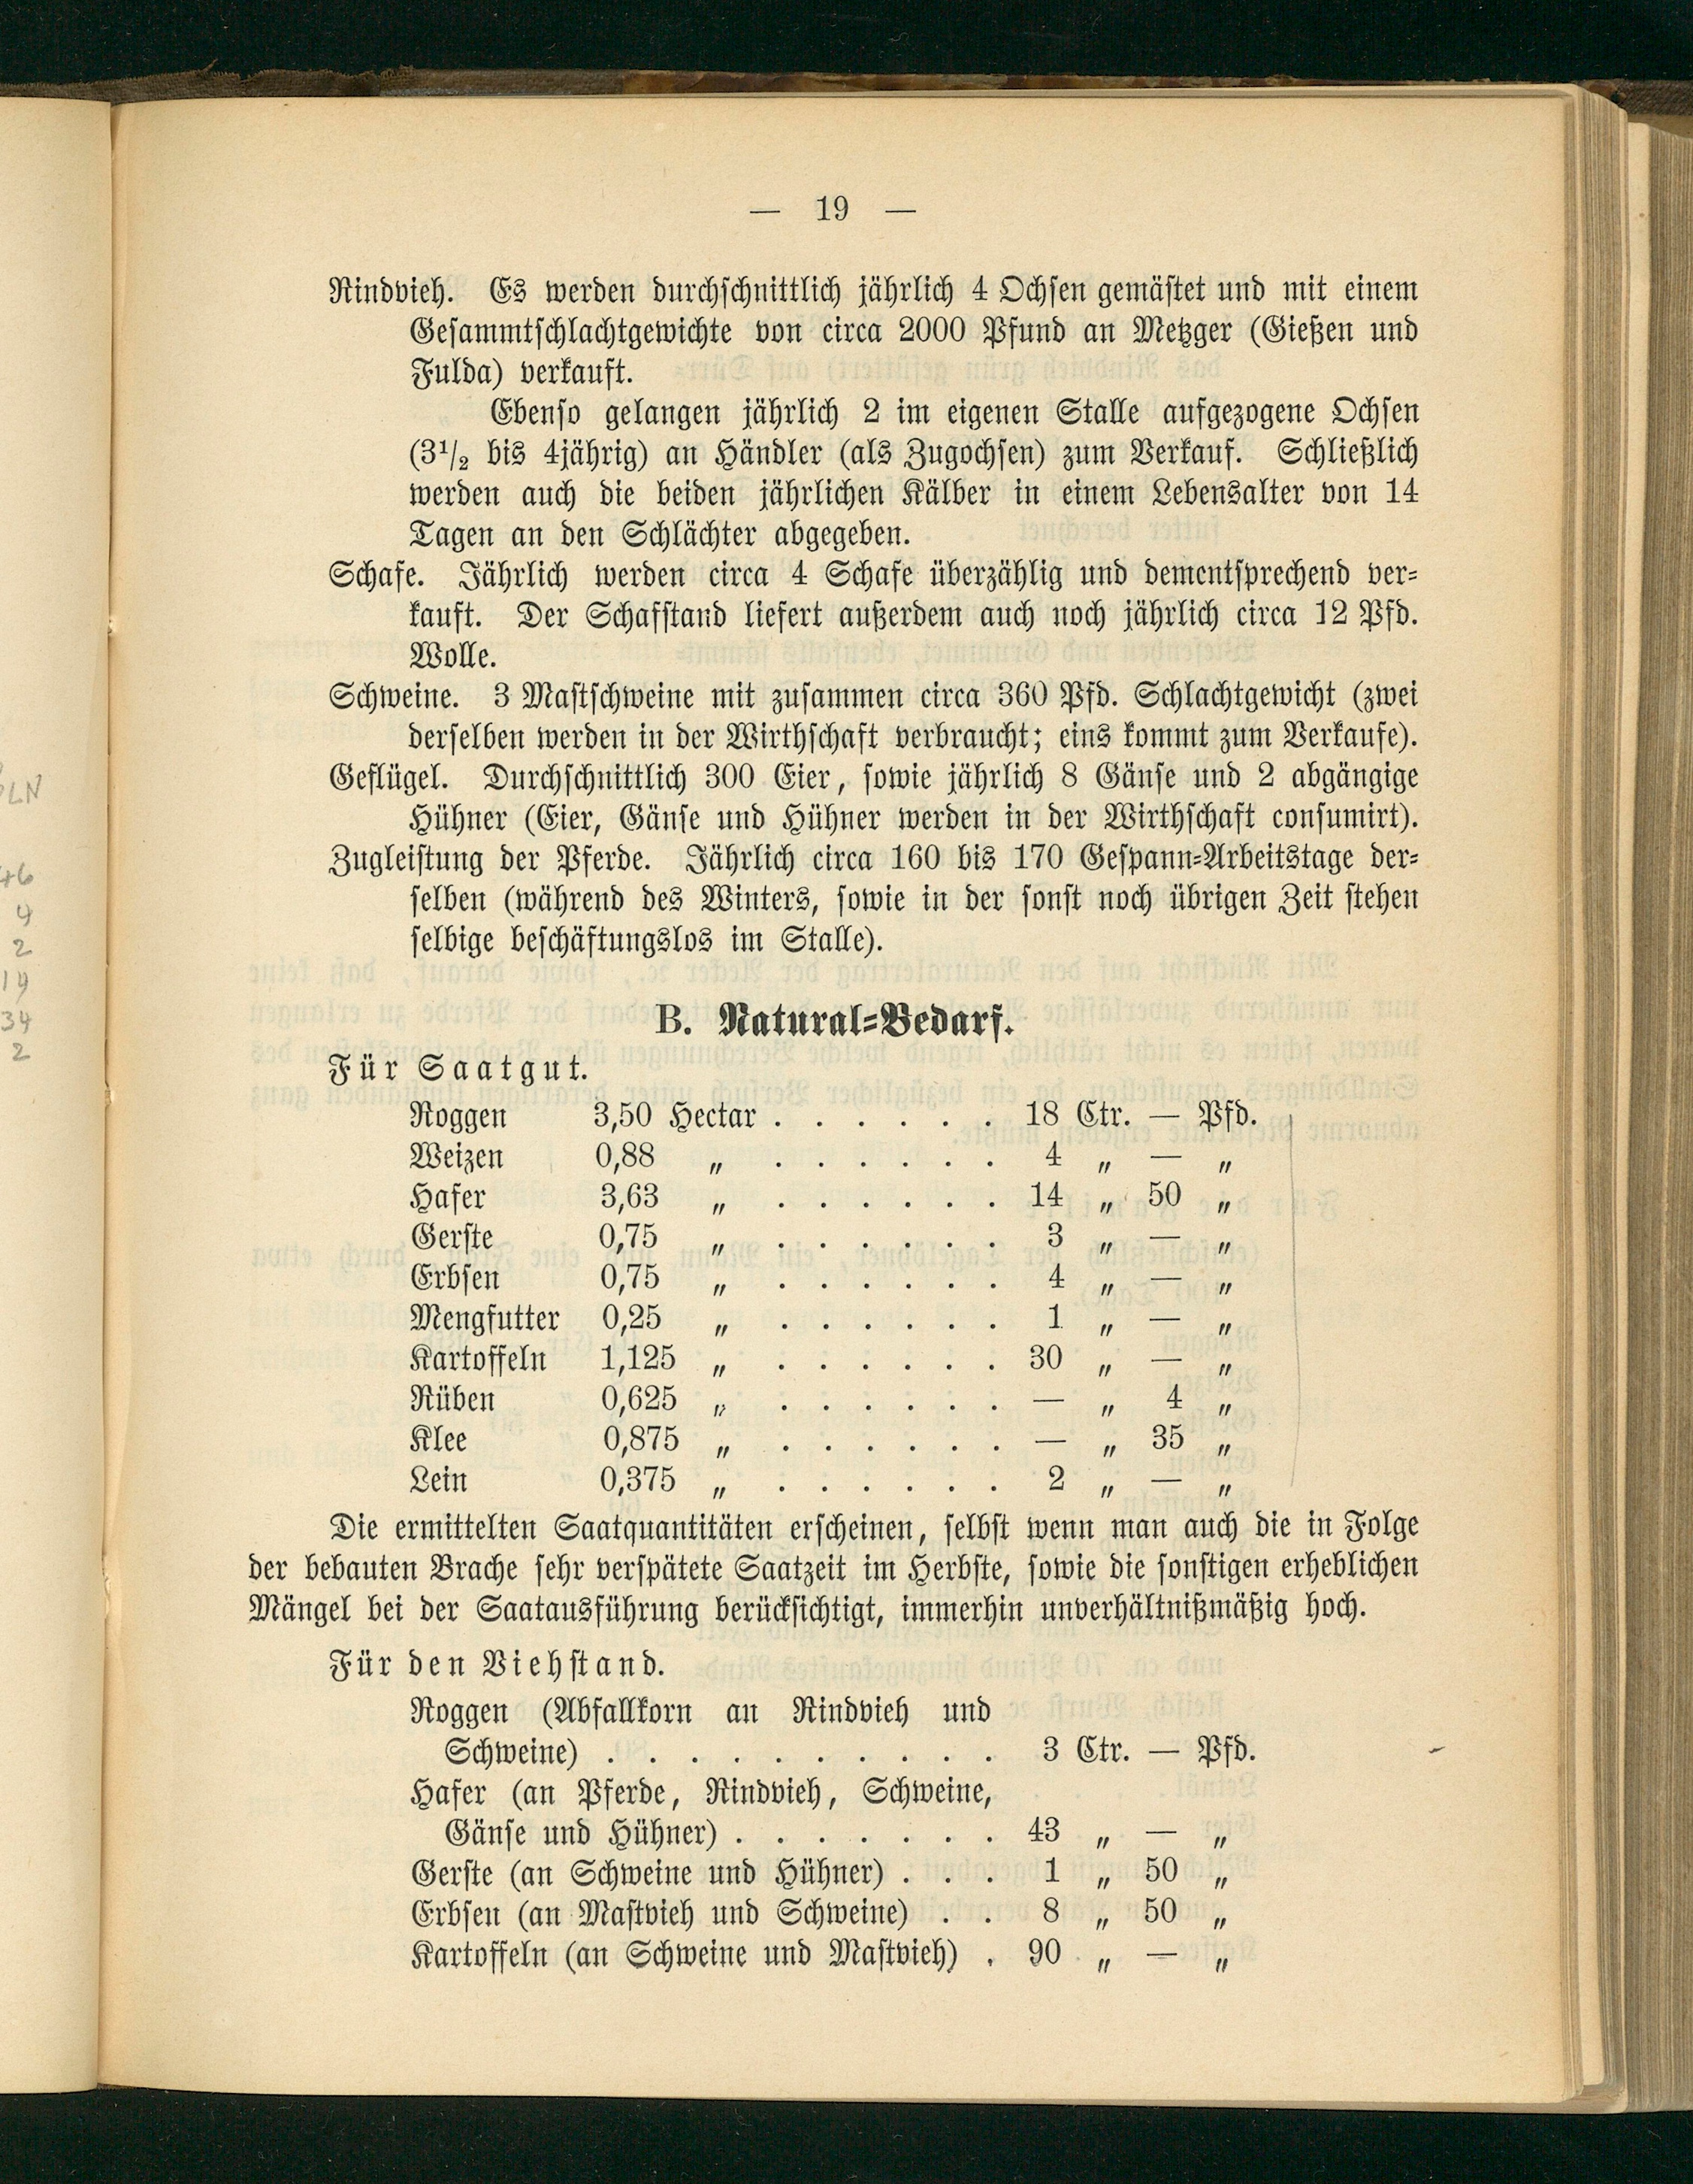 — 19 —
Rindvieh. Es werden durchschnittlich jährlich 4 Ochsen gemästet und mit einem
Gesammtschlachtgewichte von circa 2000 Pfund an Metzger (Gießen und
Fulda) verkauft.
Ebenso gelangen jährlich 2 im eigenen Stalle aufgezogene Ochsen
(3¹/₂ bis 4jährig) an Händler (als Zugochsen) zum Verkauf. Schließlich
werden auch die beiden jährlichen Kälber in einem Lebensalter von 14
Tagen an den Schlächter abgegeben.
Schafe. Jährlich werden circa 4 Schafe überzählig und dementsprechend ver-
kauft. Der Schafstand liefert außerdem auch noch jährlich circa 12 Pfd.
Wolle.
Schweine. 3 Mastschweine mit zusammen circa 360 Pfd. Schlachtgewicht (zwei
derselben werden in der Wirthschaft verbraucht; eins kommt zum Verkaufe).
Geflügel. Durchschnittlich 300 Eier, sowie jährlich 8 Gänse und 2 abgängige
Hühner (Eier, Gänse und Hühner werden in der Wirthschaft consumirt).
Zugleistung der Pferde. Jährlich circa 160 bis 170 Gespann-Arbeitstage der-
selben (während des Winters, sowie in der sonst noch übrigen Zeit stehen
selbige beschäftungslos im Stalle).
B. Natural-Bedarf.
Für Saatgut.
Roggen 3,50 Hectar . . . . . . 18 Ctr. — Pfd.
Weizen 0,88 „ . . . . . . 4 „ — „
Hafer 3,63 „ . . . . . . 14 „ 50 „
Gerste 0,75 „ . . . . . . 3 „ — „
Erbsen 0,75 „ . . . . . . 4 „ — „
Mengfutter 0,25 „ . . . . . . 1 „ — „
Kartoffeln 1,125 „ . . . . . . 30 „ — „
Rüben 0,625 „ . . . . . . — „ 4 „
Klee 0,875 „ . . . . . . — „ 35 „
Lein 0,375 „ . . . . . . 2 „ — „
Die ermittelten Saatquantitäten erscheinen, selbst wenn man auch die in Folge
der bebauten Brache sehr verspätete Saatzeit im Herbste, sowie die sonstigen erheblichen
Mängel bei der Saatausführung berücksichtigt, immerhin unverhältnißmäßig hoch.
Für den Viehstand.
Roggen (Abfallkorn an Rindvieh und
Schweine) . . . . . . . . . . 3 Ctr. — Pfd.
Hafer (an Pferde, Rindvieh, Schweine,
Gänse und Hühner) . . . . . . . 43 „ — „
Gerste (an Schweine und Hühner) . . . 1 „ 50 „
Erbsen (an Mastvieh und Schweine) . . 8 „ 50 „
Kartoffeln (an Schweine und Mastvieh) . 90 „ — „